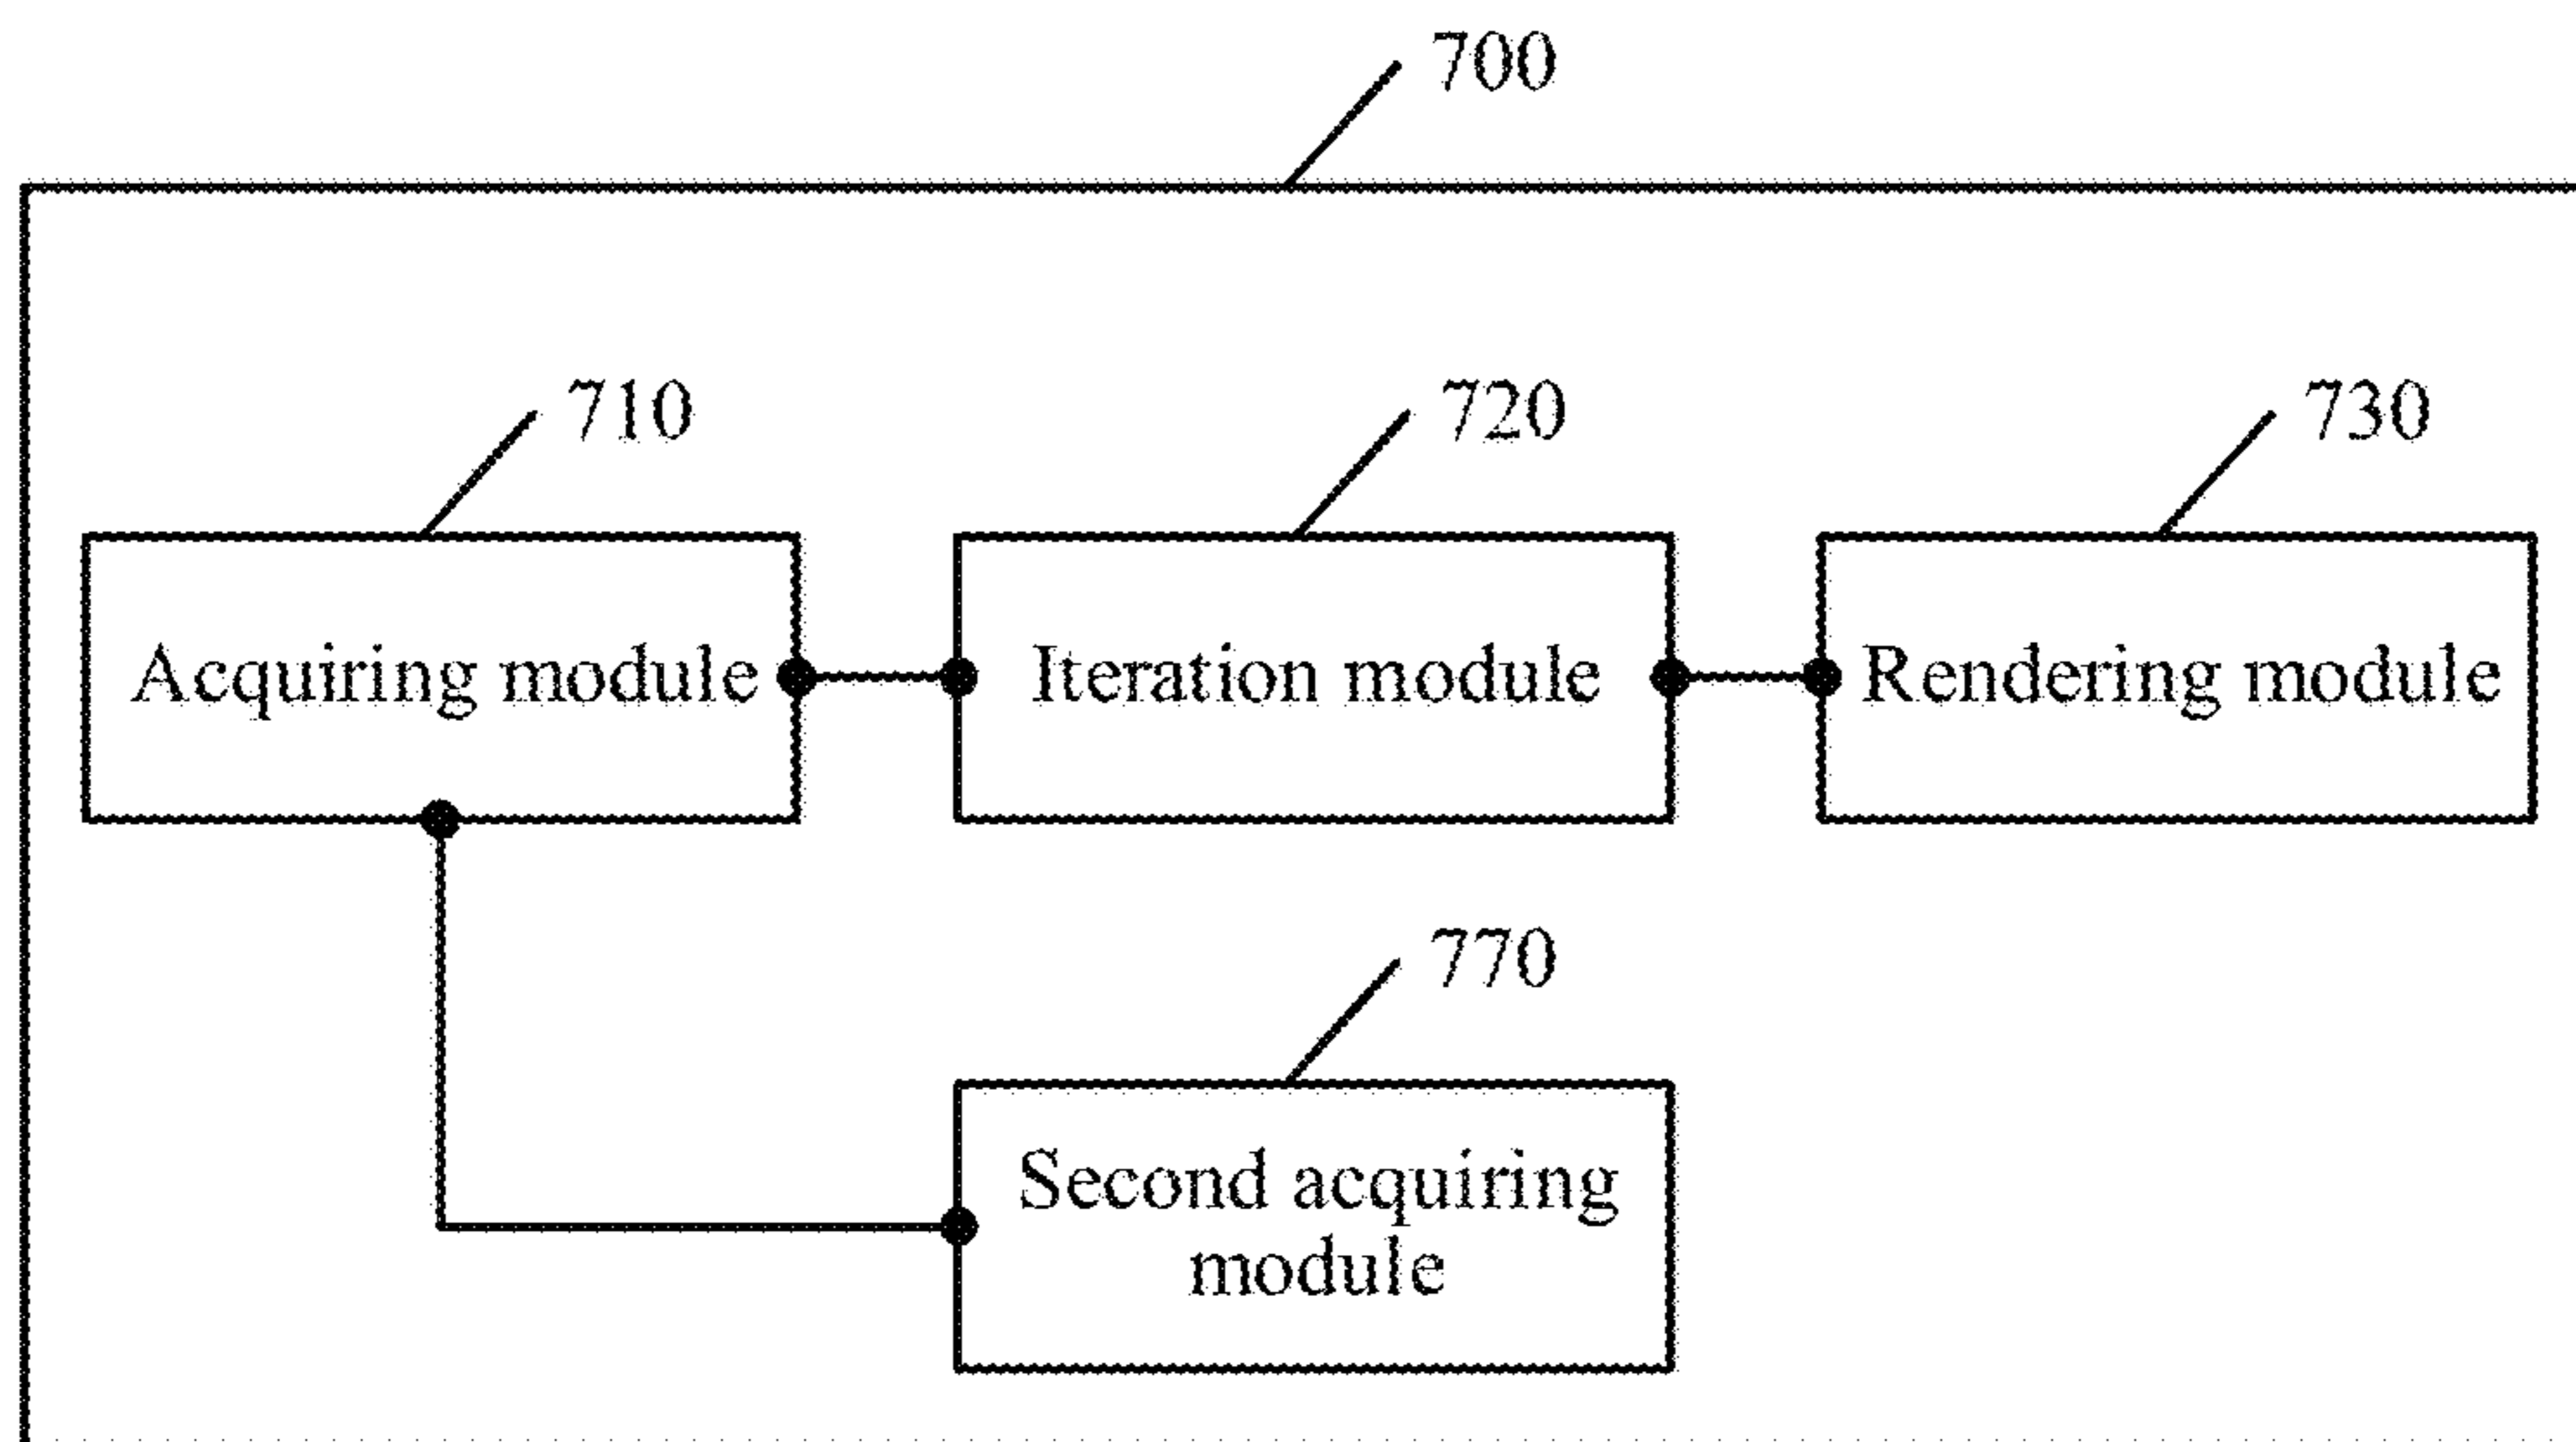 700
710
720
730
Acquiring module
Iteration module
Rendering module
770
Second acquiring
module